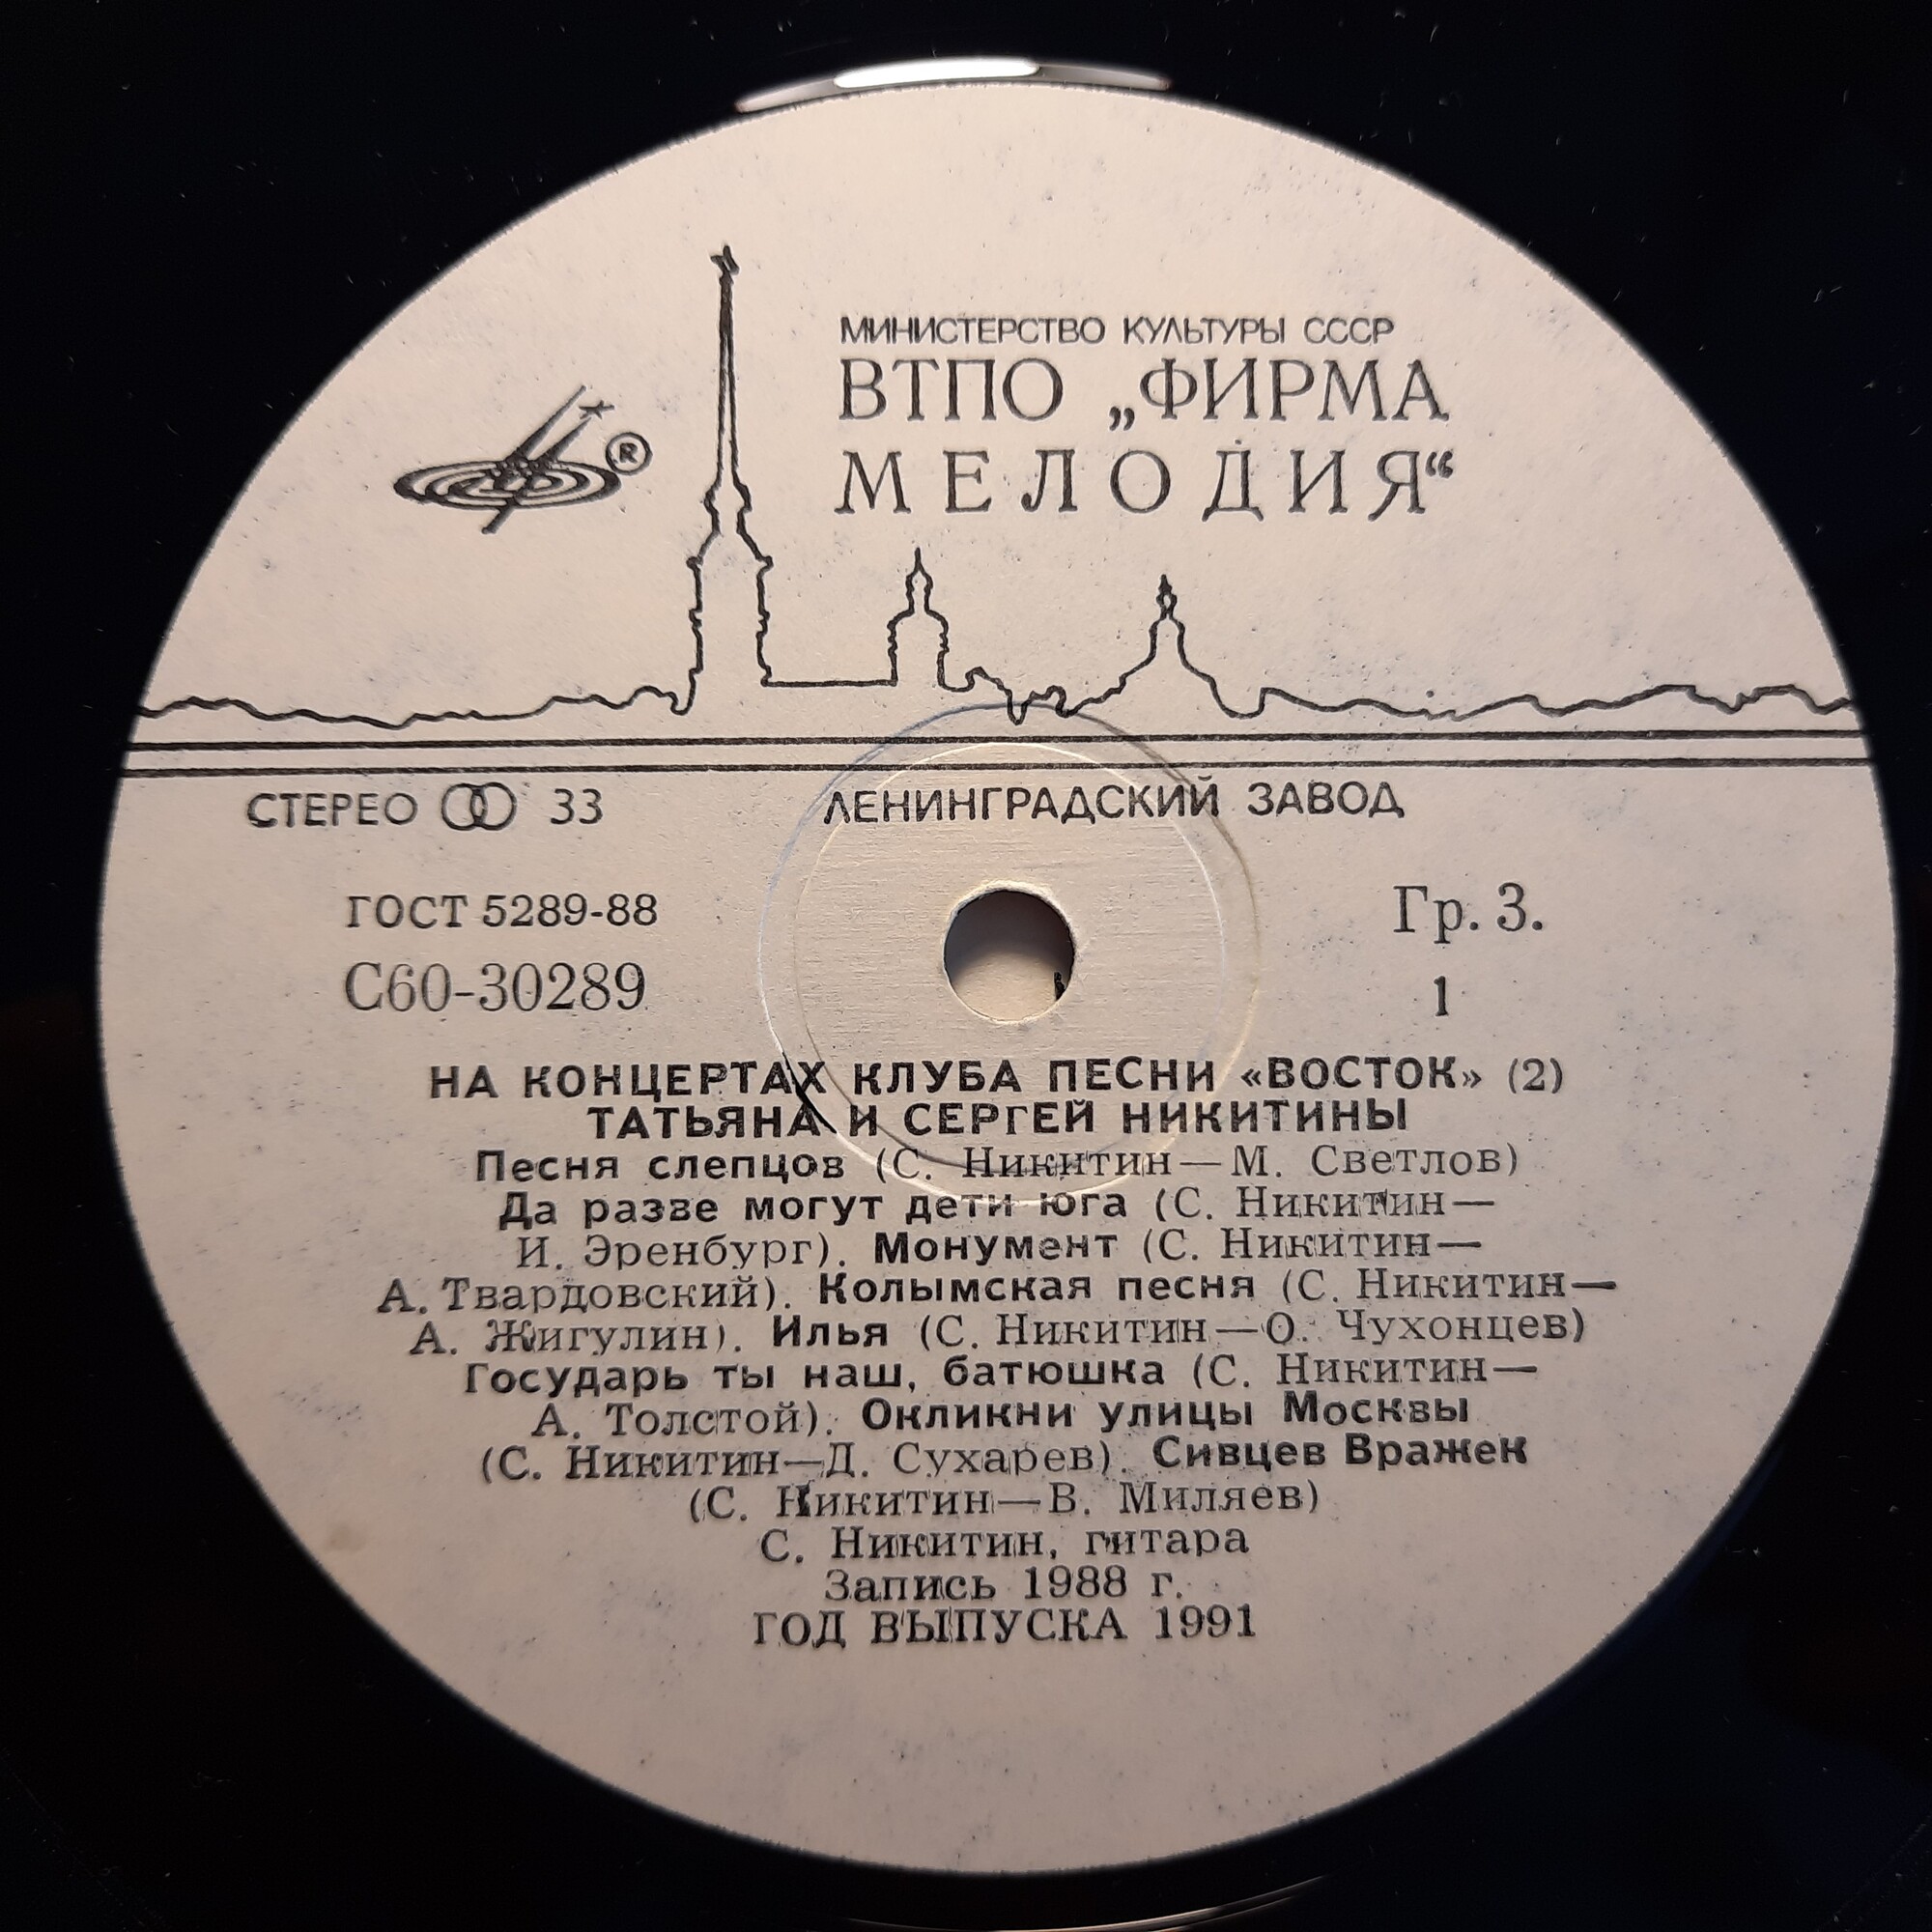 МИНИСТЕРСТВО КУЛЬТУРЫ СССР
ВТПО „ФИРМА
МЕЛОДИЯ“
®
СТЕРЕО 33 ЛЕНИНГРАДСКИЙ ЗАВОД
ГОСТ 5289-88 Гр. 3.
С60-30289 1
НА КОНЦЕРТАХ КЛУБА ПЕСНИ «ВОСТОК» (2)
ТАТЬЯНА И СЕРГЕЙ НИКИТИНЫ
Песня слепцов (С. Никитин—М. Светлов)
Да разве могут дети юга (С. Никитин—
И. Эренбург). Монумент (С. Никитин—
А. Твардовский). Колымская песня (С. Никитин—
А. Жигулин). Илья (С. Никитин—О. Чухонцев)
Государь ты наш, батюшка (С. Никитин—
А. Толстой). Окликни улицы Москвы
(С. Никитин—Д. Сухарев). Сивцев Вражек
(С. Никитин—В. Миляев)
С. Никитин, гитара
Запись 1988 г.
ГОД ВЫПУСКА 1991